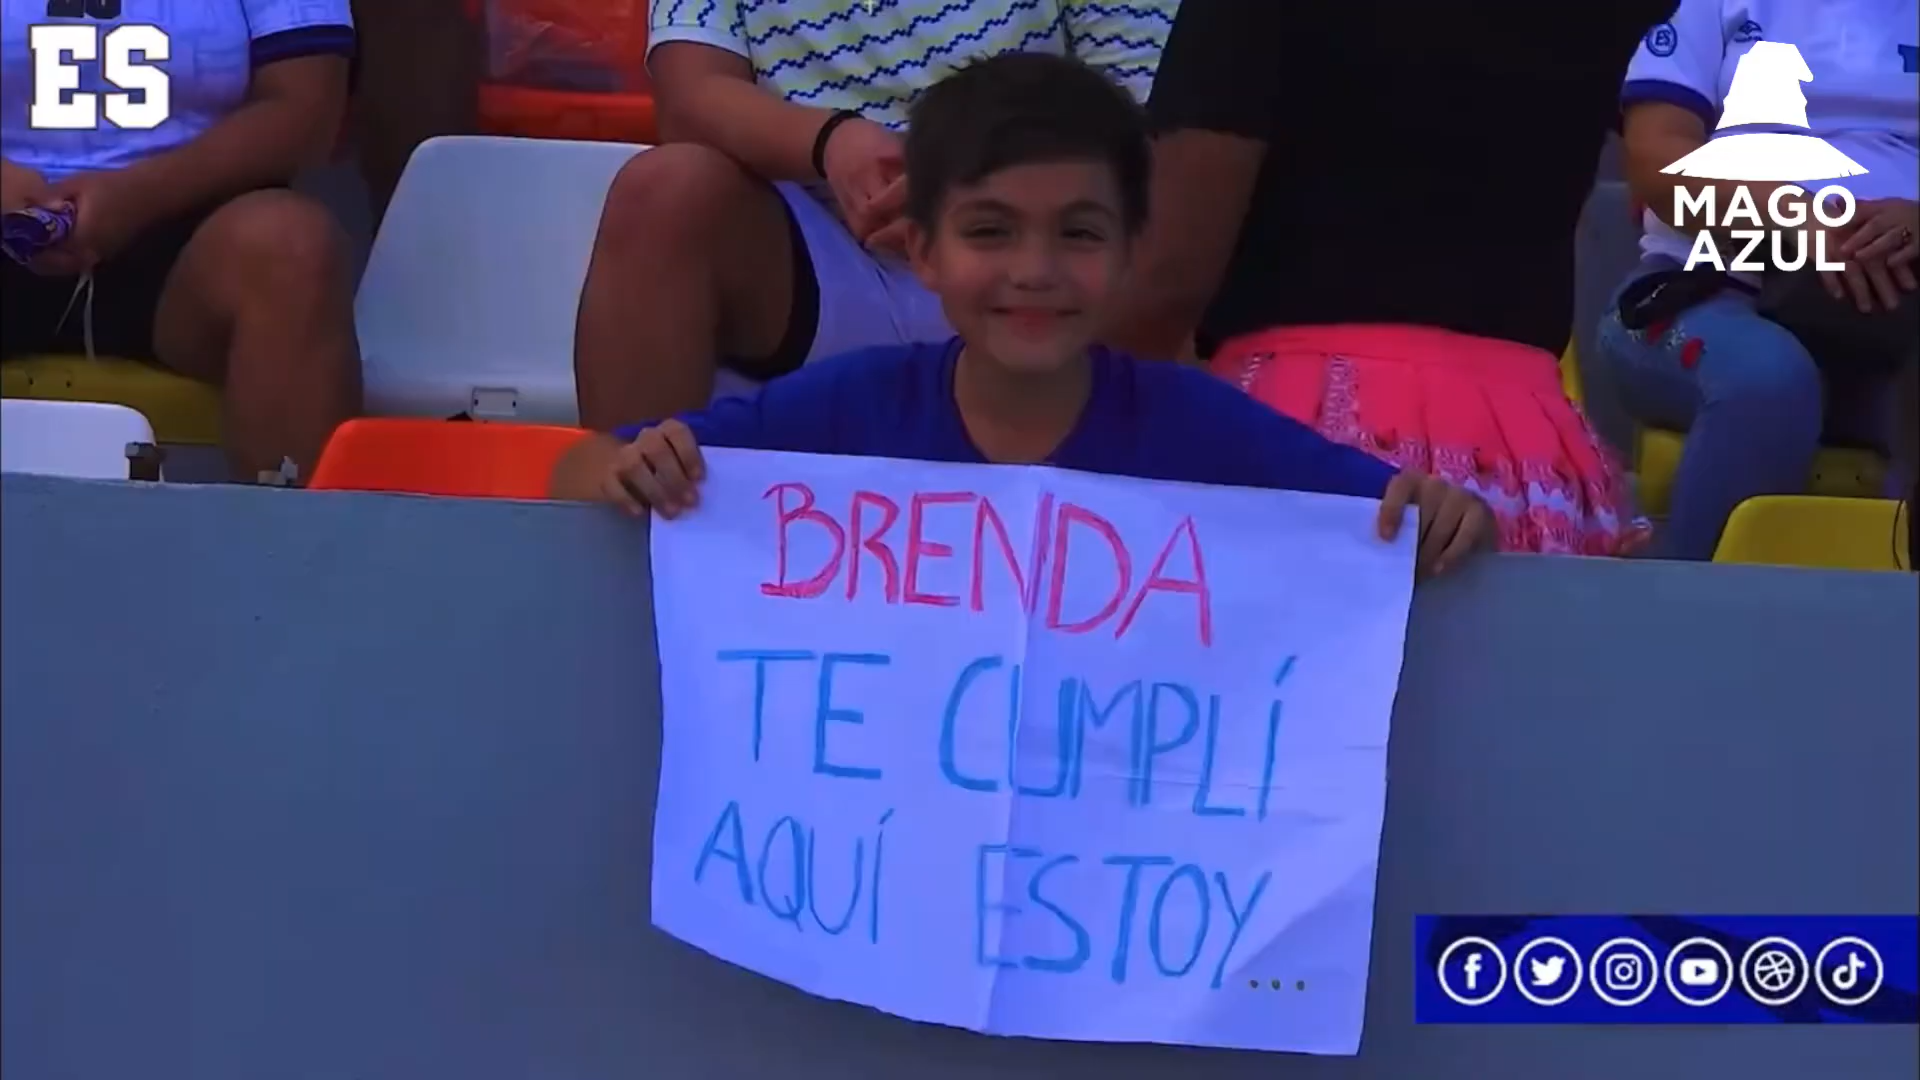 ES
MAGO
AZUL
BRENDA
TE CUMPLÍ
AQUÍ ESTOY...